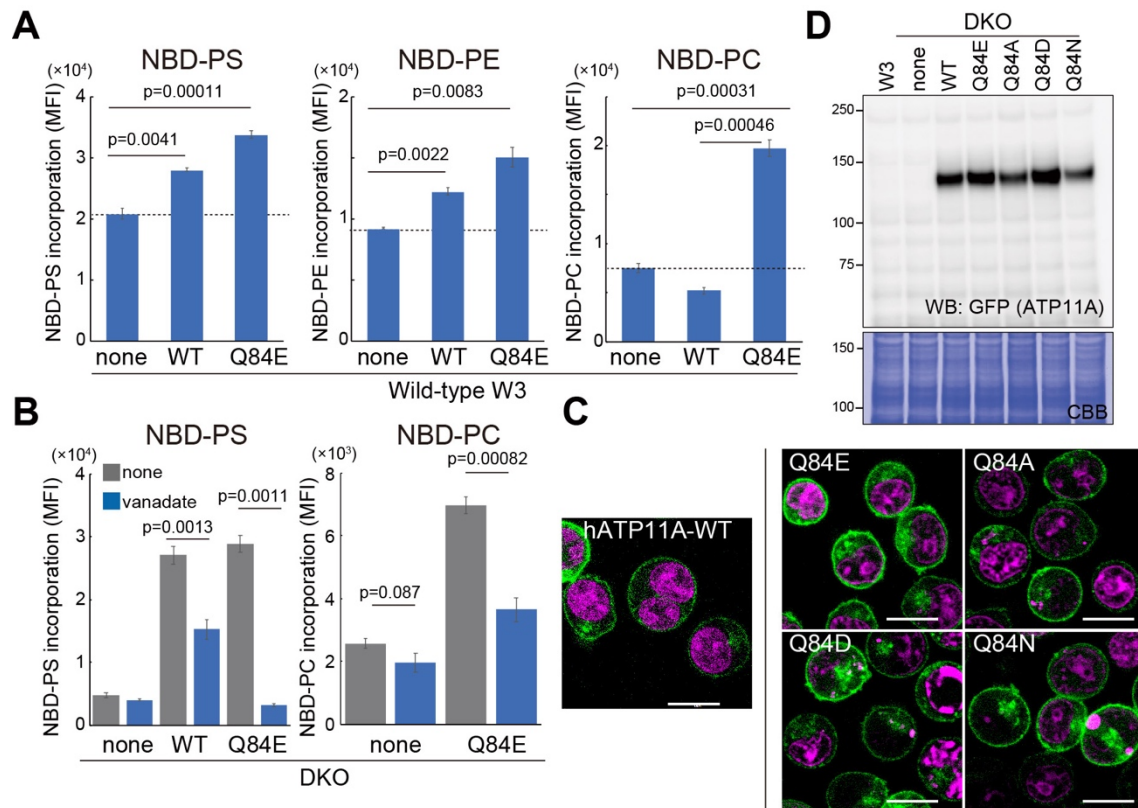 A
NBD-PS
(×10⁴)
NBD-PS incorporation (MFI)
4
3
2
1
0
p=0.00011
p=0.0041
none WT Q84E
NBD-PE
(×10⁴)
NBD-PE incorporation (MFI)
2
1
0
p=0.0083
p=0.0022
none WT Q84E
NBD-PC
(×10⁴)
NBD-PC incorporation (MFI)
2
1
0
p=0.00031
p=0.00046
none WT Q84E
Wild-type W3
B
NBD-PS
(×10⁴)
NBD-PS incorporation (MFI)
4
3
2
1
0
none
vanadate
p=0.0011
p=0.0013
none WT Q84E
NBD-PC
(×10³)
NBD-PC incorporation (MFI)
8
6
4
2
0
p=0.00082
p=0.087
none Q84E
DKO
C
hATP11A-WT
Q84E
Q84A
Q84D
Q84N
D
DKO
W3
none
WT
Q84E
Q84A
Q84D
Q84N
250
150
100
75
WB: GFP (ATP11A)
150
100
CBB